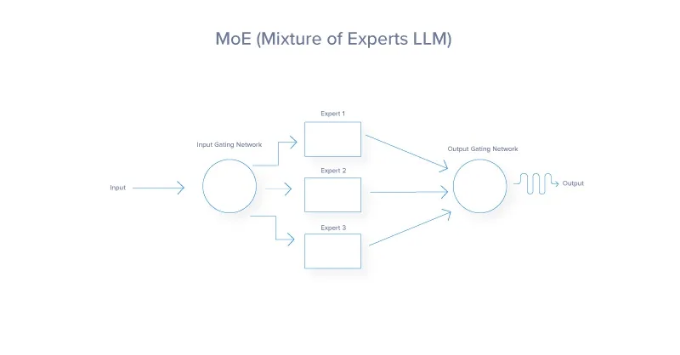 MoE (Mixture of Experts LLM)
Expert 1
Input Gating Network
Output Gating Network
Expert 2
Input
Output
Expert 3